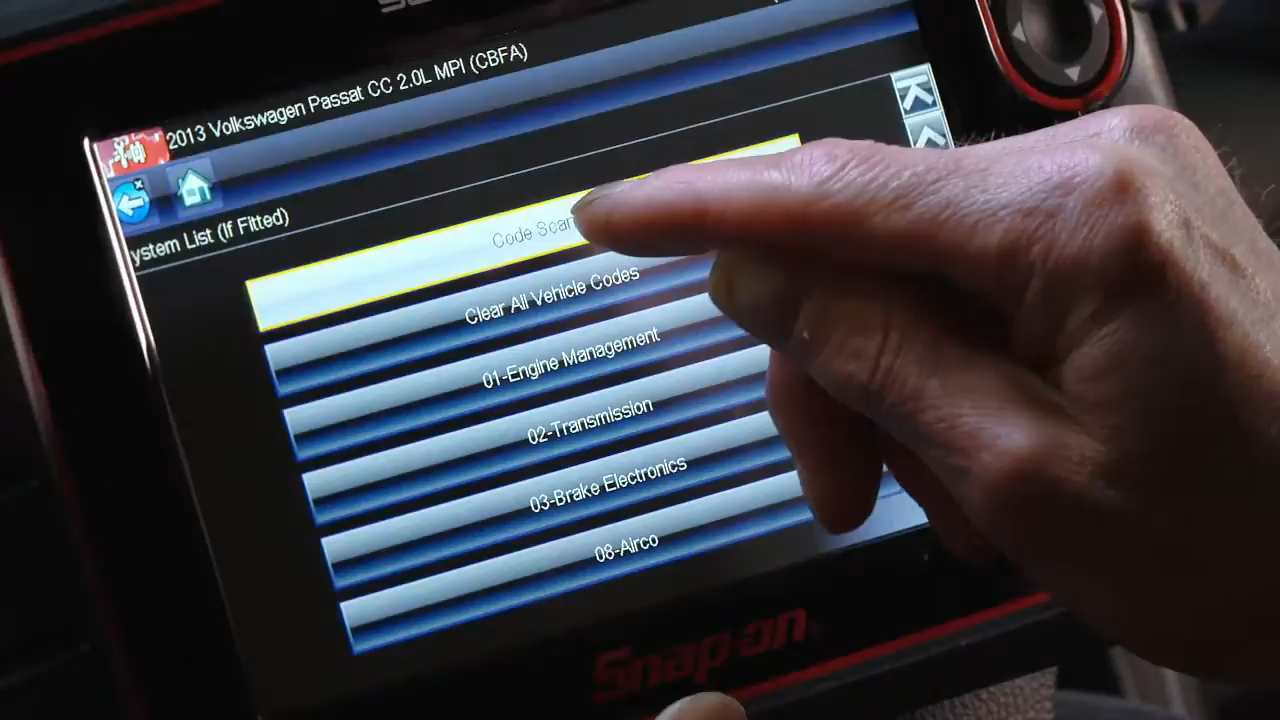 2013 Volkswagen Passat CC 2.0L MPI (CBFA)
ystem List (If Fitted)
Code Scan
Clear All Vehicle Codes
01-Engine Management
02-Transmission
03-Brake Electronics
08-Airco
Snap-on